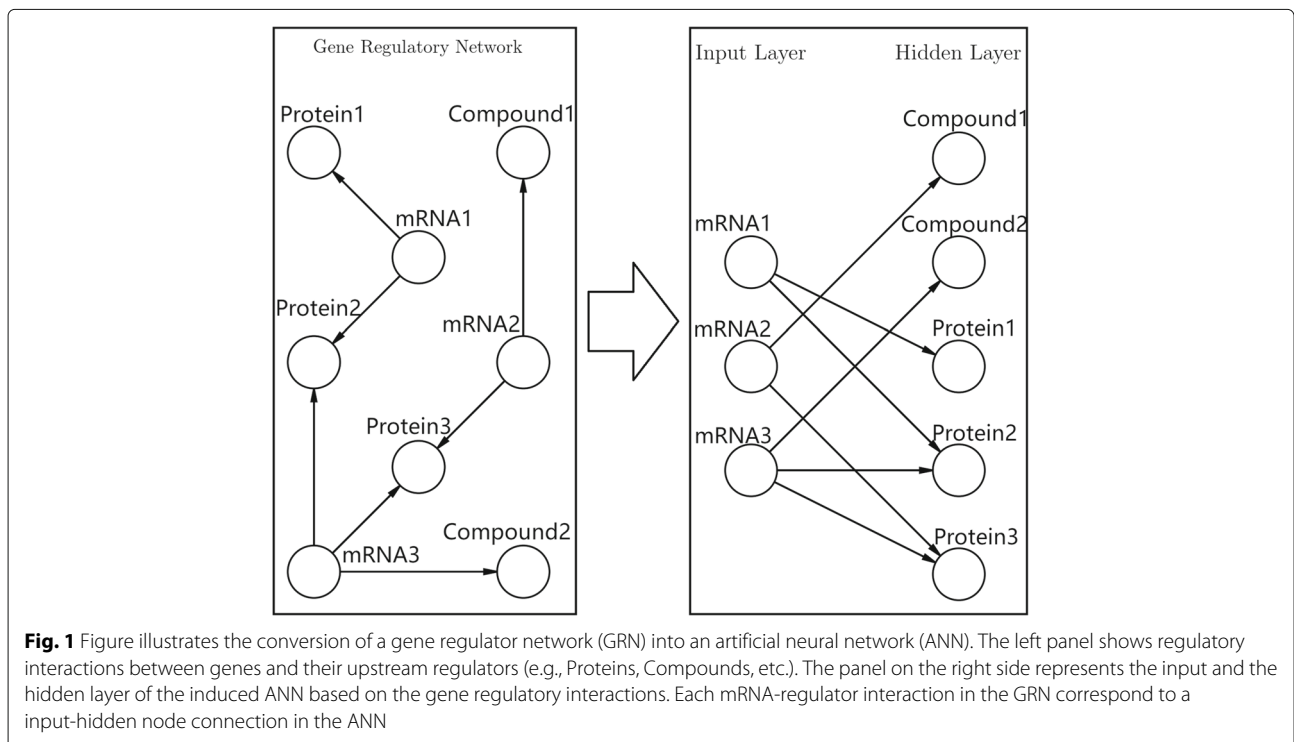 Gene Regulatory Network
Protein1
Compound1
mRNA1
Protein2
mRNA2
Protein3
Compound2
mRNA3
Input Layer
Hidden Layer
Compound1
mRNA1
Compound2
mRNA2
Protein1
mRNA3
Protein2
Protein3
Fig. 1 Figure illustrates the conversion of a gene regulator network (GRN) into an artificial neural network (ANN). The left panel shows regulatory
interactions between genes and their upstream regulators (e.g., Proteins, Compounds, etc.). The panel on the right side represents the input and the
hidden layer of the induced ANN based on the gene regulatory interactions. Each mRNA-regulator interaction in the GRN correspond to a
input-hidden node connection in the ANN